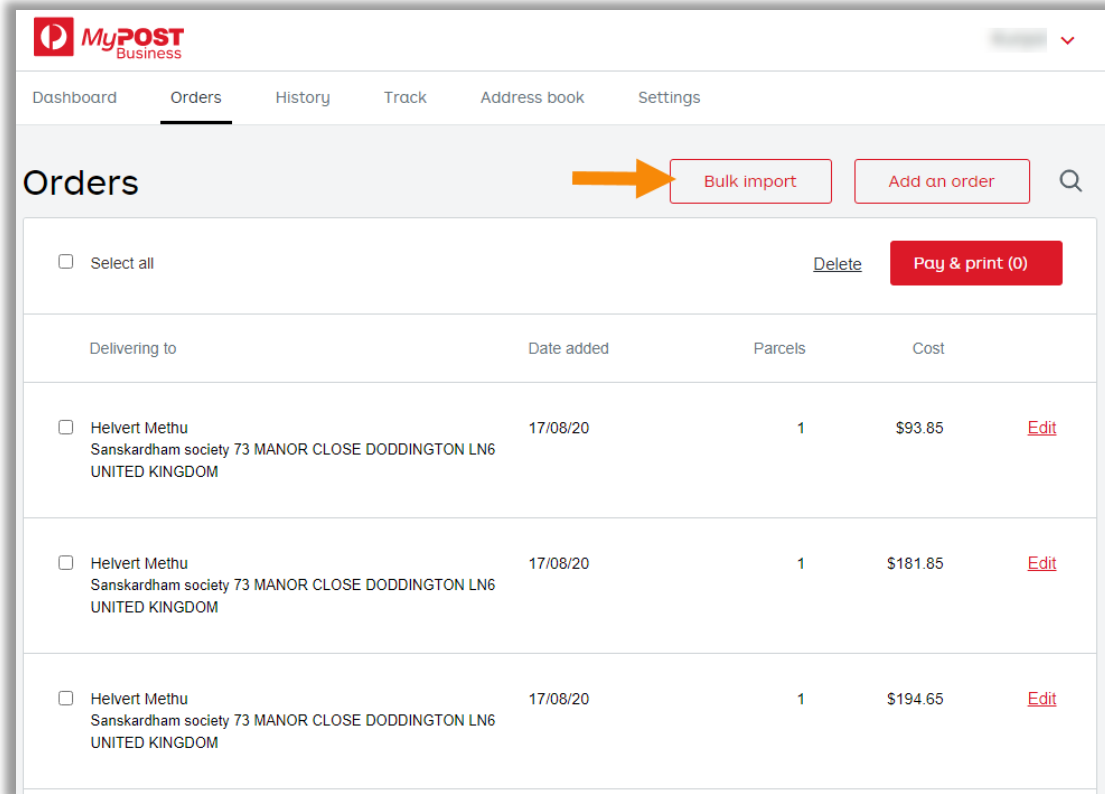 MyPOST
Business
Dashboard Orders History Track Address book Settings
Orders
Bulk import
Add an order
Select all
Delete
Pay & print (0)
Delivering to Date added Parcels Cost
Helvert Methu 17/08/20 1 $93.85 Edit
Sanskardham society 73 MANOR CLOSE DODDINGTON LN6
UNITED KINGDOM
Helvert Methu 17/08/20 1 $181.85 Edit
Sanskardham society 73 MANOR CLOSE DODDINGTON LN6
UNITED KINGDOM
Helvert Methu 17/08/20 1 $194.65 Edit
Sanskardham society 73 MANOR CLOSE DODDINGTON LN6
UNITED KINGDOM